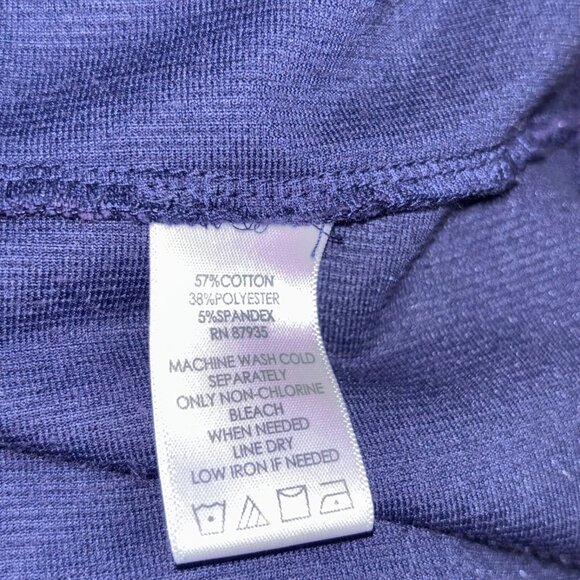 57%COTTON
38%POLYESTER
5%SPANDEX
RN 87935
MACHINE WASH COLD
SEPARATELY
ONLY NON-CHLORINE
BLEACH
WHEN NEEDED
LINE DRY
LOW IRON IF NEEDED